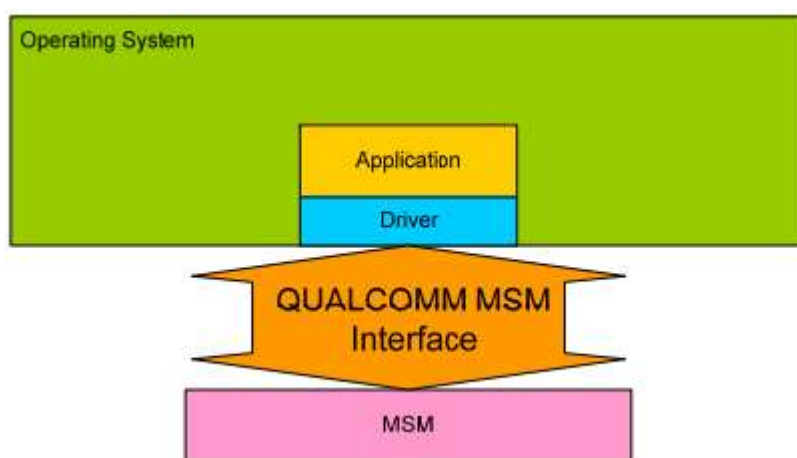 Operating System
Application
Driver
QUALCOMM MSM
Interface
MSM